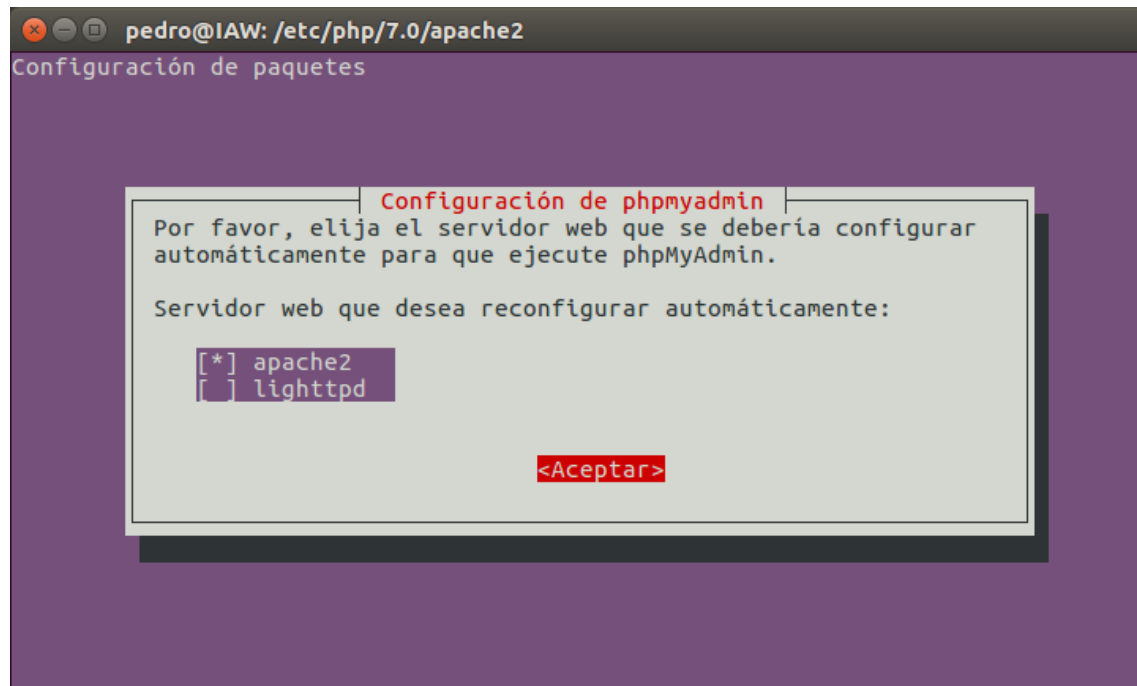 pedro@IAW: /etc/php/7.0/apache2
Configuración de paquetes
Configuración de phpmyadmin
Por favor, elija el servidor web que se debería configurar
automáticamente para que ejecute phpMyAdmin.
Servidor web que desea reconfigurar automáticamente:
[*] apache2
[ ] lighttpd
<Aceptar>